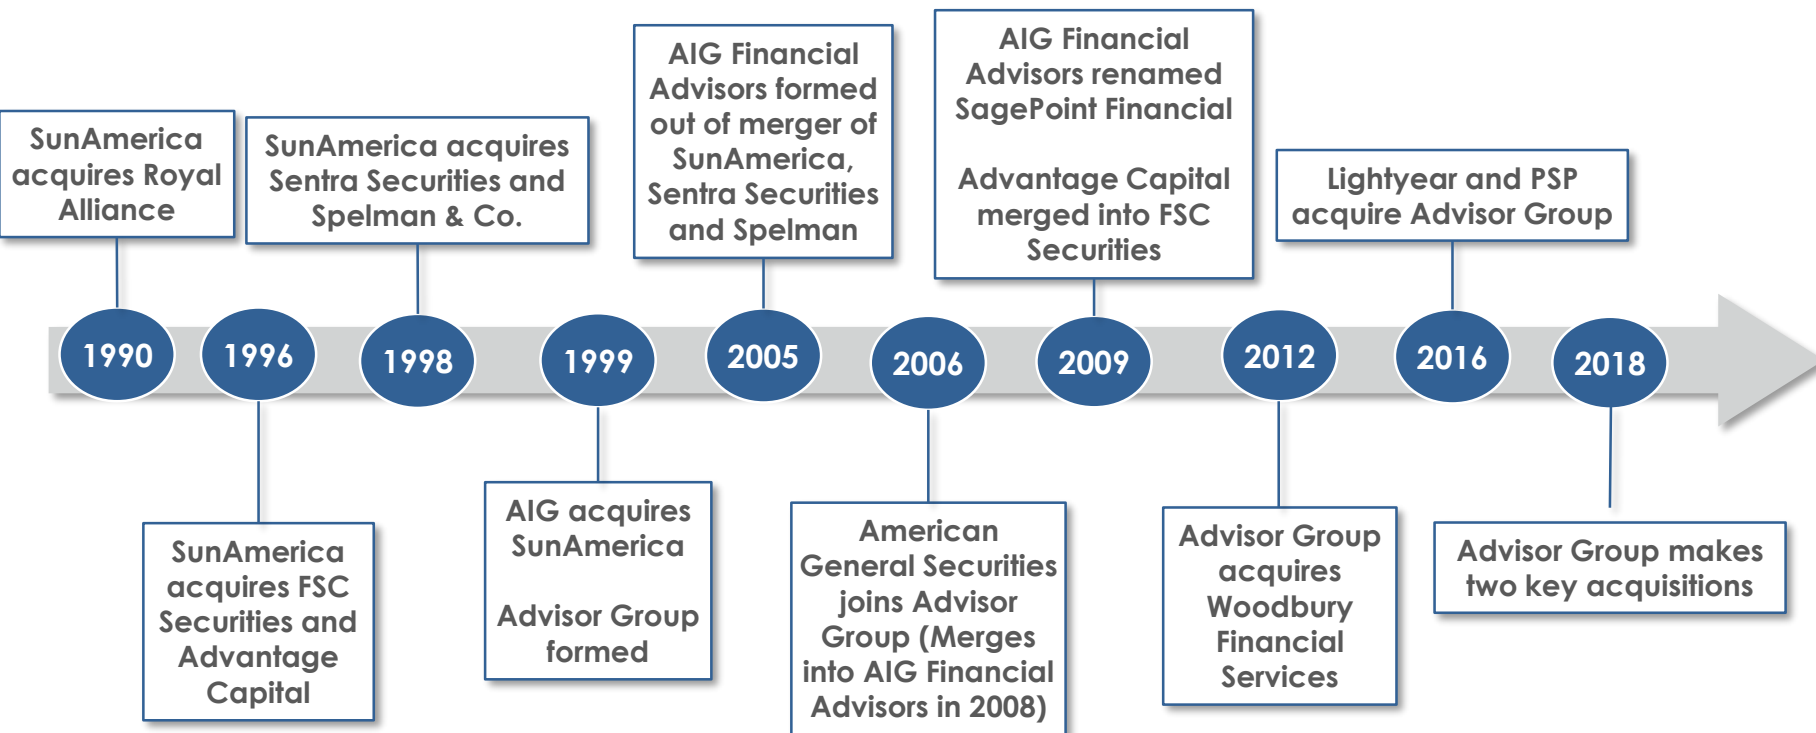 SunAmerica
acquires Royal
Alliance
SunAmerica acquires
Sentra Securities and
Spelman & Co.
AIG Financial
Advisors formed
out of merger of
SunAmerica,
Sentra Securities
and Spelman
AIG Financial
Advisors renamed
SagePoint Financial
Advantage Capital
merged into FSC
Securities
Lightyear and PSP
acquire Advisor Group
1990
1996
1998
1999
2005
2006
2009
2012
2016
2018
SunAmerica
acquires FSC
Securities and
Advantage
Capital
AIG acquires
SunAmerica
Advisor Group
formed
American
General Securities
joins Advisor
Group (Merges
into AIG Financial
Advisors in 2008)
Advisor Group
acquires
Woodbury
Financial
Services
Advisor Group makes
two key acquisitions